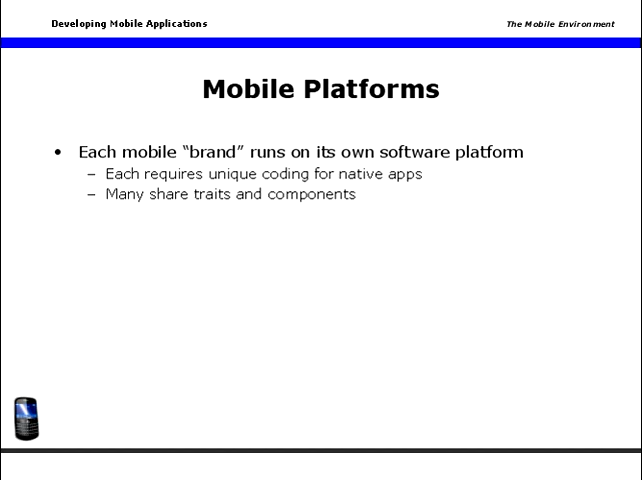 Developing Mobile Applications
The Mobile Environment
Mobile Platforms
• Each mobile “brand” runs on its own software platform
– Each requires unique coding for native apps
– Many share traits and components